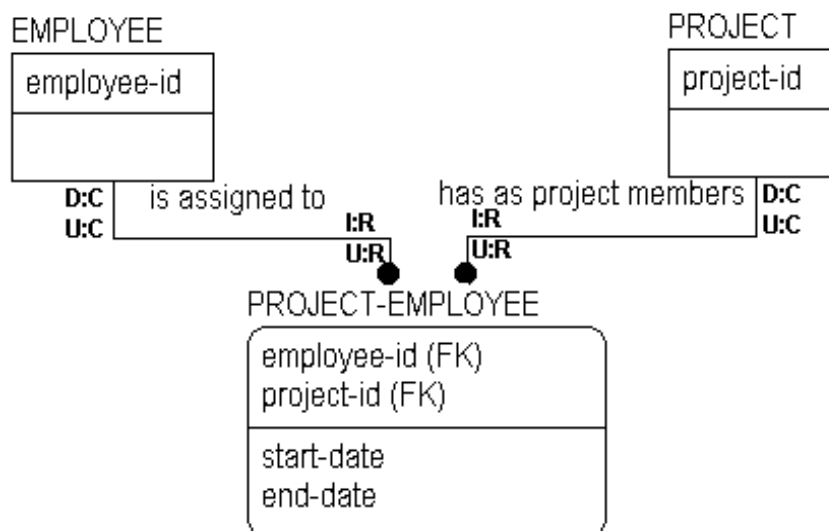 EMPLOYEE
employee-id
PROJECT
project-id
D:C
U:C
is assigned to
I:R
U:R
has as project members
I:R
U:R
D:C
U:C
PROJECT-EMPLOYEE
employee-id (FK)
project-id (FK)
start-date
end-date